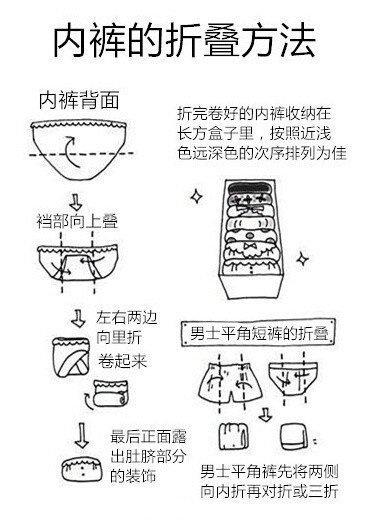 内裤的折叠方法
内裤背面
折完卷好的内裤收纳在
长方盒子里，按照近浅
色远深色的次序排列为佳
裆部向上叠
左右两边
向里折
卷起来
最后正面露
出肚脐部分
的装饰
男士平角短裤的折叠
男士平角裤先将两侧
向内折再对折或三折